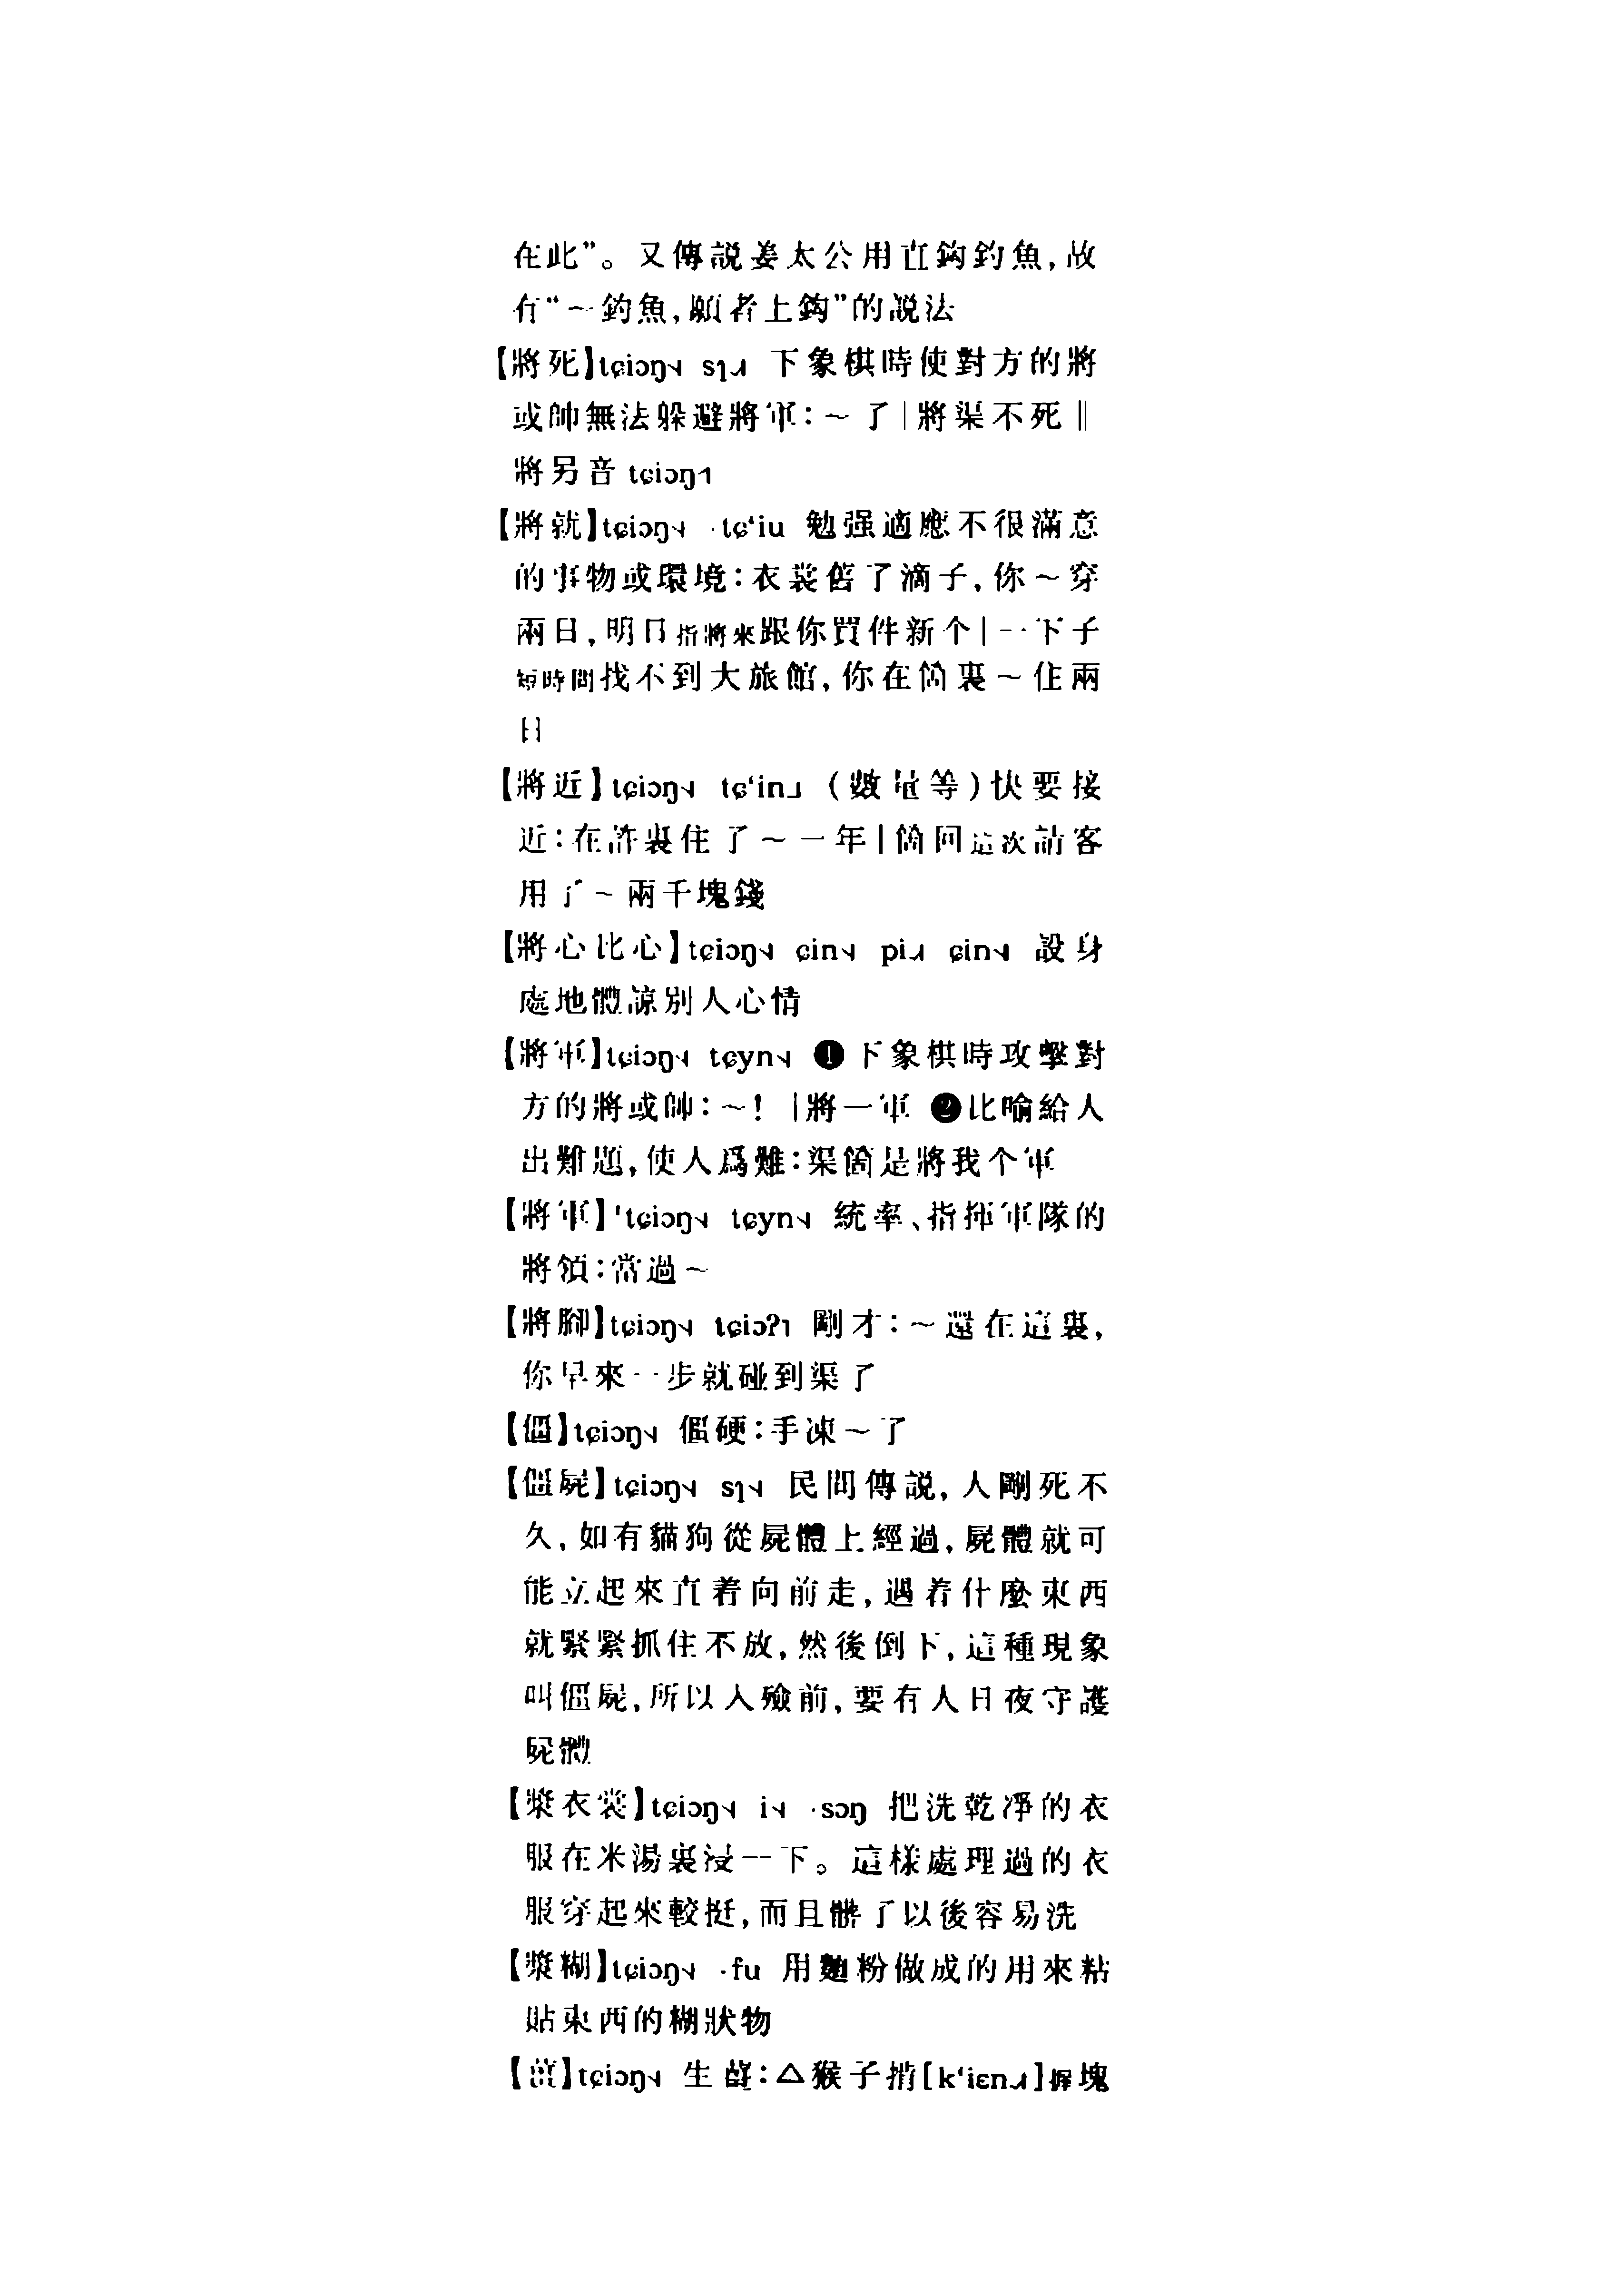 在此”。又傳説姜太公用直鈎釣魚,故
有“～釣魚,願者上鈎”的説法
【將死】tɕiɔŋ˧˨ sɿ˨˩˧ 下象棋時使對方的將
或帥無法躲避將軍:～了|將渠不死‖
將另音 tɕiɔŋ˦˥
【將就】tɕiɔŋ˧˨ ·tɕ‘iu 勉强適應不很滿意
的事物或環境:衣裳舊了滴子,你～穿
兩日,明日指將來跟你買件新个|一下子
短時間找不到大旅館,你在箇裏～住兩
日
【將近】tɕiɔŋ˧˨ tɕ‘in˩ (數量等)快要接
近:在許裏住了～一年|箇回這次請客
用了～兩千塊錢
【將心比心】tɕiɔŋ˧˨ ɕin˧˨ pi˨˩˧ ɕin˧˨ 設身
處地體諒別人心情
【將軍】tɕiɔŋ˧˨ tɕyn˧˨ ❶下象棋時攻擊對
方的將或帥:～! |將一軍 ❷比喻給人
出難題,使人爲難:渠箇是將我个軍
【將軍】'tɕiɔŋ˧˨ tɕyn˧˨ 統率、指揮軍隊的
將領:當過～
【將腳】tɕiɔŋ˧˨ tɕiɔʔ˥ 剛才:～還在這裏,
你早來一步就碰到渠了
【僵】tɕiɔŋ˧˨ 僵硬:手凍～了
【僵屍】tɕiɔŋ˧˨ sɿ˧˨ 民間傳説,人剛死不
久,如有貓狗從屍體上經過,屍體就可
能立起來直着向前走,遇着什麼東西
就緊緊抓住不放,然後倒下,這種現象
叫僵屍,所以入殮前,要有人日夜守護
屍體
【漿衣裳】tɕiɔŋ˧˨ i˧˨ ·sɔŋ 把洗乾凈的衣
服在米湯裏浸一下。這樣處理過的衣
服穿起來較挺,而且髒了以後容易洗
【漿糊】tɕiɔŋ˧˨ ·fu 用麵粉做成的用來粘
貼東西的糊狀物
【薑】tɕiɔŋ˧˨ 生薑:△猴子揹[k‘iɛn˨˩˧]握塊